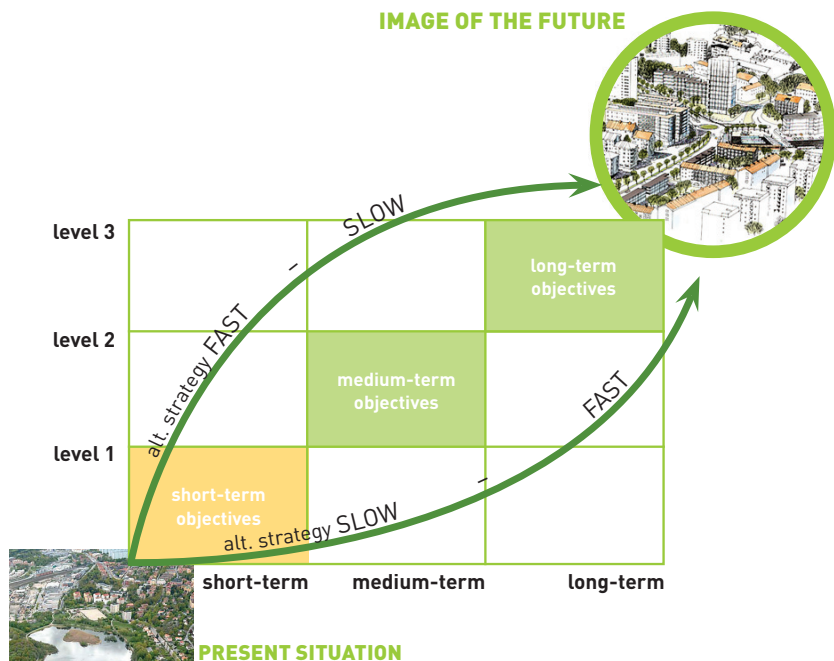 IMAGE OF THE FUTURE
level 3
level 2
level 1
alt. strategy FAST – SLOW
long-term
objectives
medium-term
objectives
short-term
objectives
alt. strategy SLOW – FAST
short-term
medium-term
long-term
PRESENT SITUATION